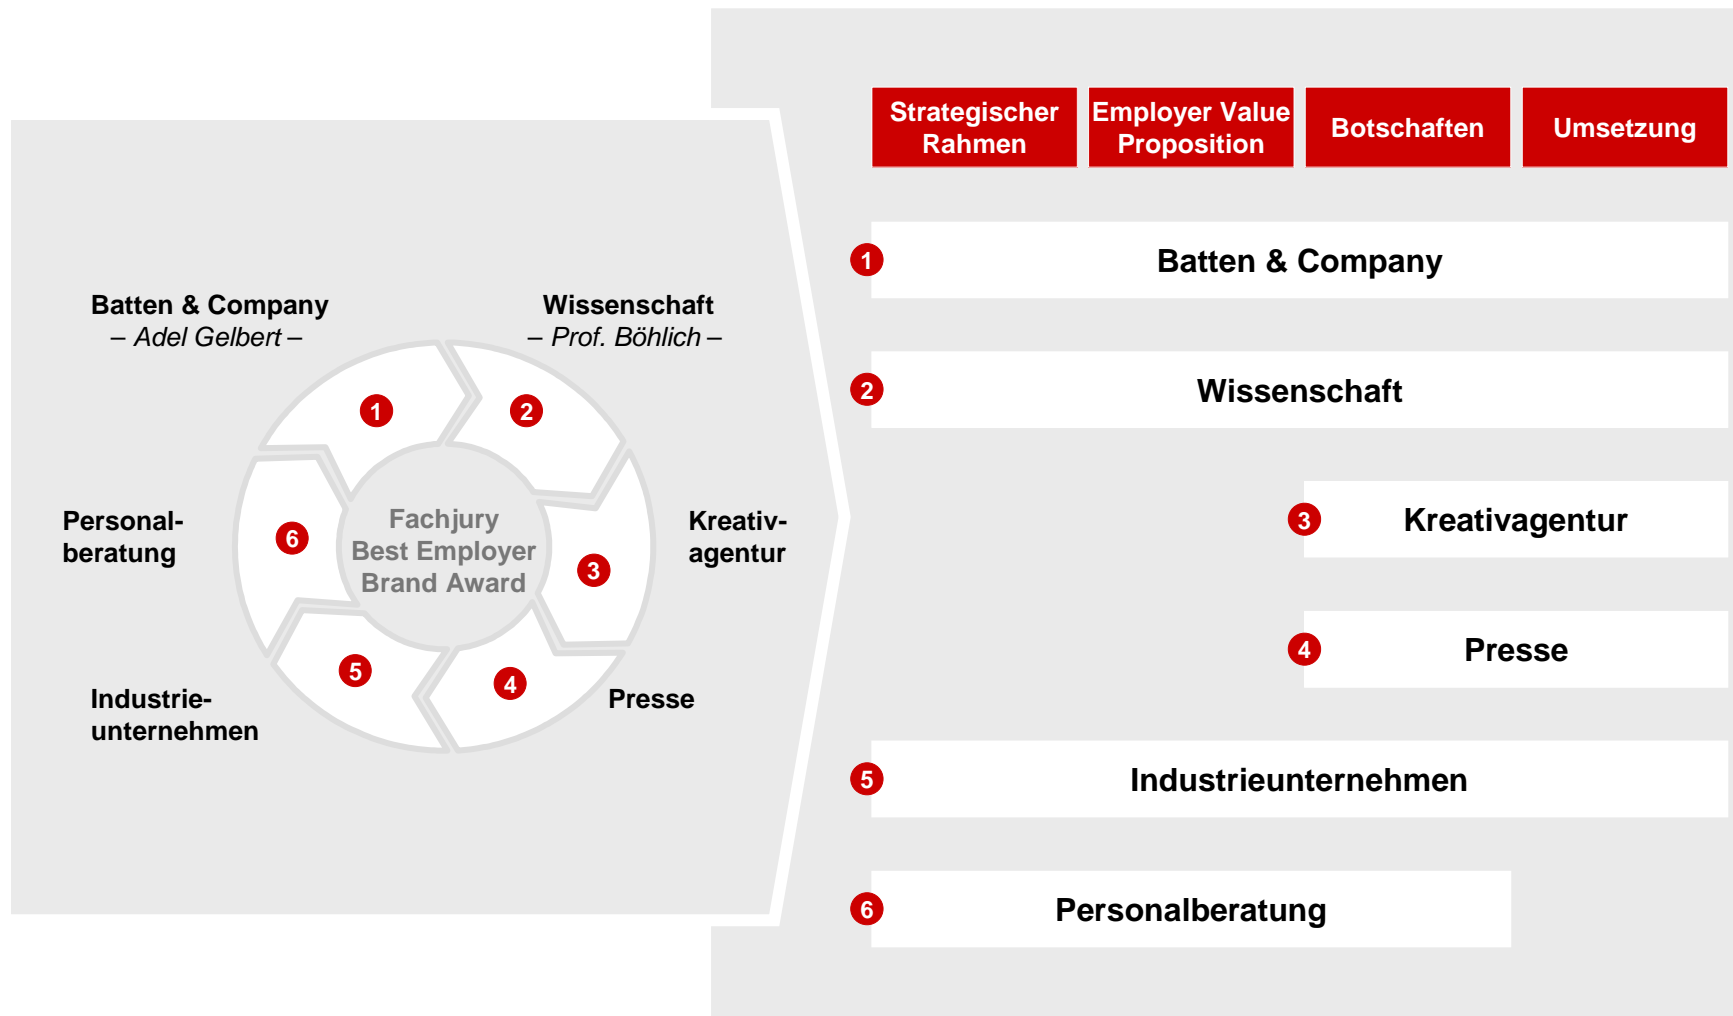 Batten & Company
– Adel Gelbert –
Wissenschaft
– Prof. Böhlich –
1
2
Personal-
beratung
6
Fachjury
Best Employer
Brand Award
3
Kreativ-
agentur
5
4
Industrie-
unternehmen
Presse
Strategischer
Rahmen
Employer Value
Proposition
Botschaften
Umsetzung
1 Batten & Company
2 Wissenschaft
3 Kreativagentur
4 Presse
5 Industrieunternehmen
6 Personalberatung